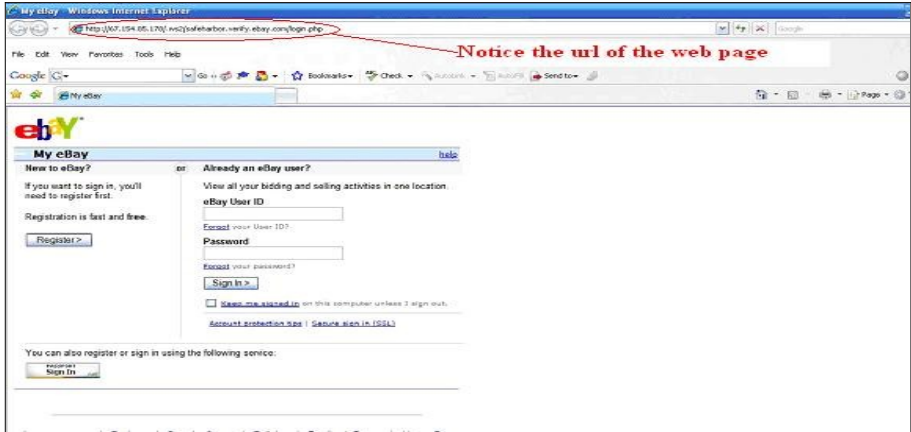 My eBay - Windows Internet Explorer
http://67.154.05.170/.ws2/safeharbor.verify.ebay.com/login.php
Google
Notice the url of the web page
File Edit View Favorites Tools Help
Google G Go Bookmarks Check AutoLink AutoFill Send to
My eBay Page
ebY
My eBay help
New to eBay? or Already an eBay user?
If you want to sign in, you'll
need to register first.
Registration is fast and free.
Register >
View all your bidding and selling activities in one location.
eBay User ID
Forgot your User ID?
Password
Forgot your password?
Sign In >
Keep me signed in on this computer unless I sign out.
Account protection tips | Secure sign in (SSL)
You can also register or sign in using the following service:
Sign In